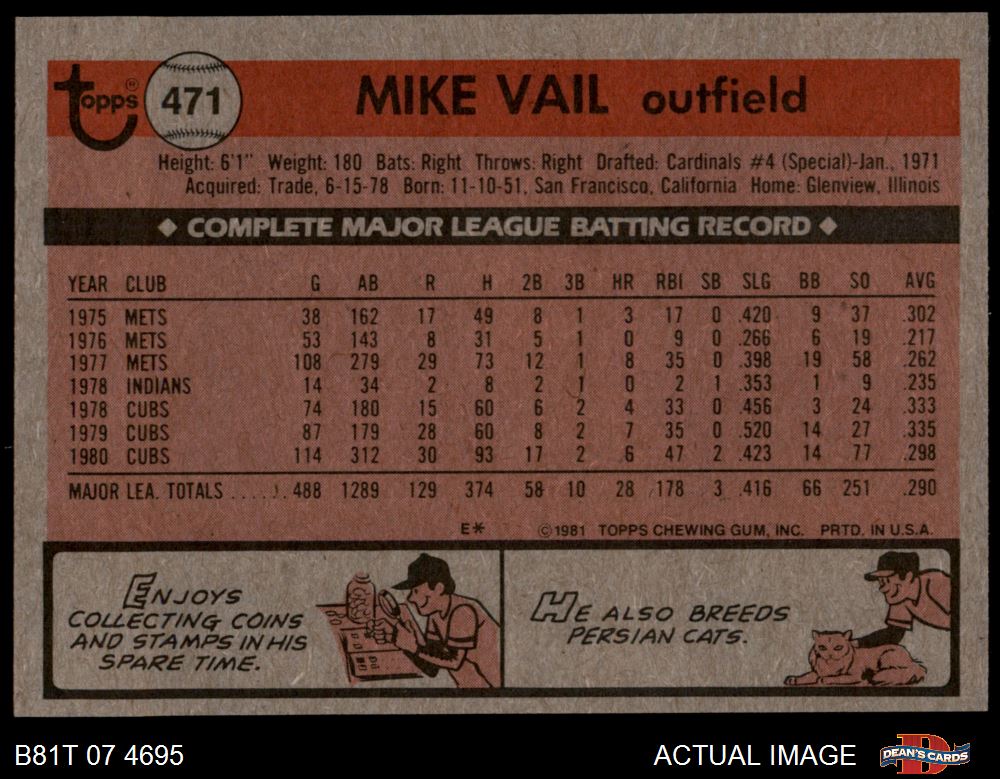 Topps® 471 MIKE VAIL outfield
Height: 6'1" Weight: 180 Bats: Right Throws: Right Drafted: Cardinals #4 (Special)-Jan., 1971
Acquired: Trade, 6-15-78 Born: 11-10-51, San Francisco, California Home: Glenview, Illinois
◆ COMPLETE MAJOR LEAGUE BATTING RECORD ◆
YEAR CLUB G AB R H 2B 3B HR RBI SB SLG BB SO AVG
1975 METS 38 162 17 49 8 1 3 17 0 .420 9 37 .302
1976 METS 53 143 8 31 5 1 0 9 0 .266 6 19 .217
1977 METS 108 279 29 73 12 1 8 35 0 .398 19 58 .262
1978 INDIANS 14 34 2 8 2 1 0 2 1 .353 1 9 .235
1978 CUBS 74 180 15 60 6 2 4 33 0 .456 3 24 .333
1979 CUBS 87 179 28 60 8 2 7 35 0 .520 14 27 .335
1980 CUBS 114 312 30 93 17 2 6 47 2 .423 14 77 .298
MAJOR LEA. TOTALS ...... 488 1289 129 374 58 10 28 178 3 .416 66 251 .290
E* ©1981 TOPPS CHEWING GUM, INC. PRTD. IN U.S.A.
ENJOYS
COLLECTING COINS
AND STAMPS IN HIS
SPARE TIME.
HE ALSO BREEDS
PERSIAN CATS.
B81T 07 4695 ACTUAL IMAGE DEAN'S CARDS